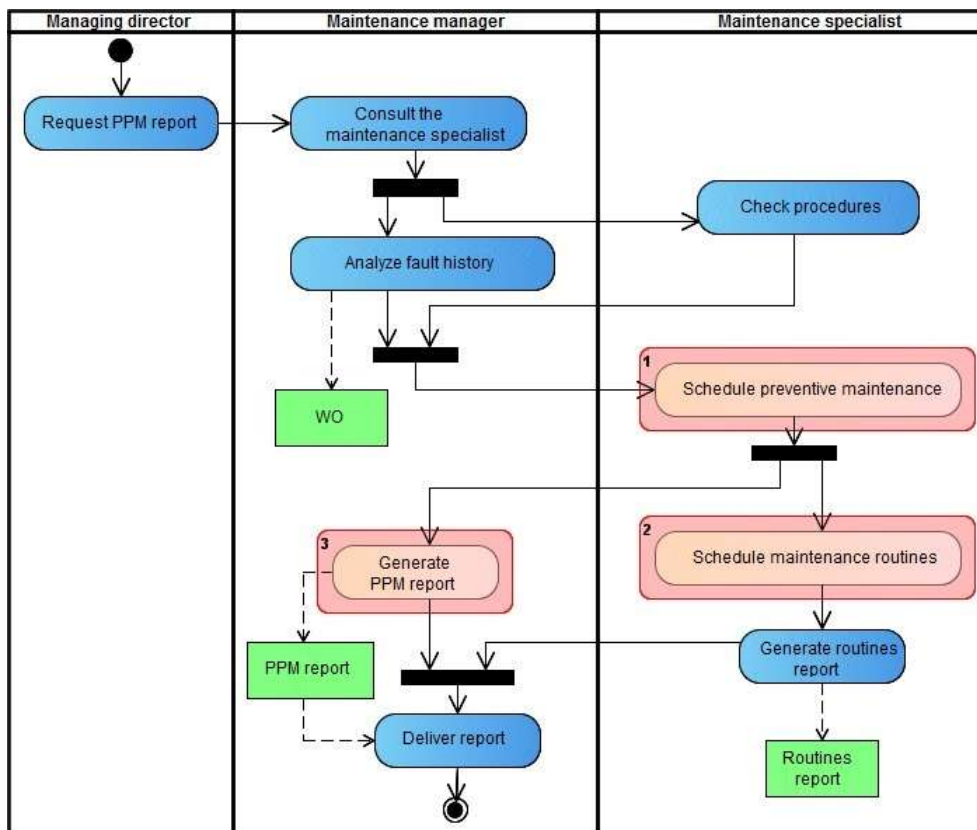 Managing director
Maintenance manager
Maintenance specialist
Request PPM report
Consult the
maintenance specialist
Check procedures
Analyze fault history
1
Schedule preventive maintenance
WO
3
Generate
PPM report
2
Schedule maintenance routines
PPM report
Generate routines
report
Deliver report
Routines
report